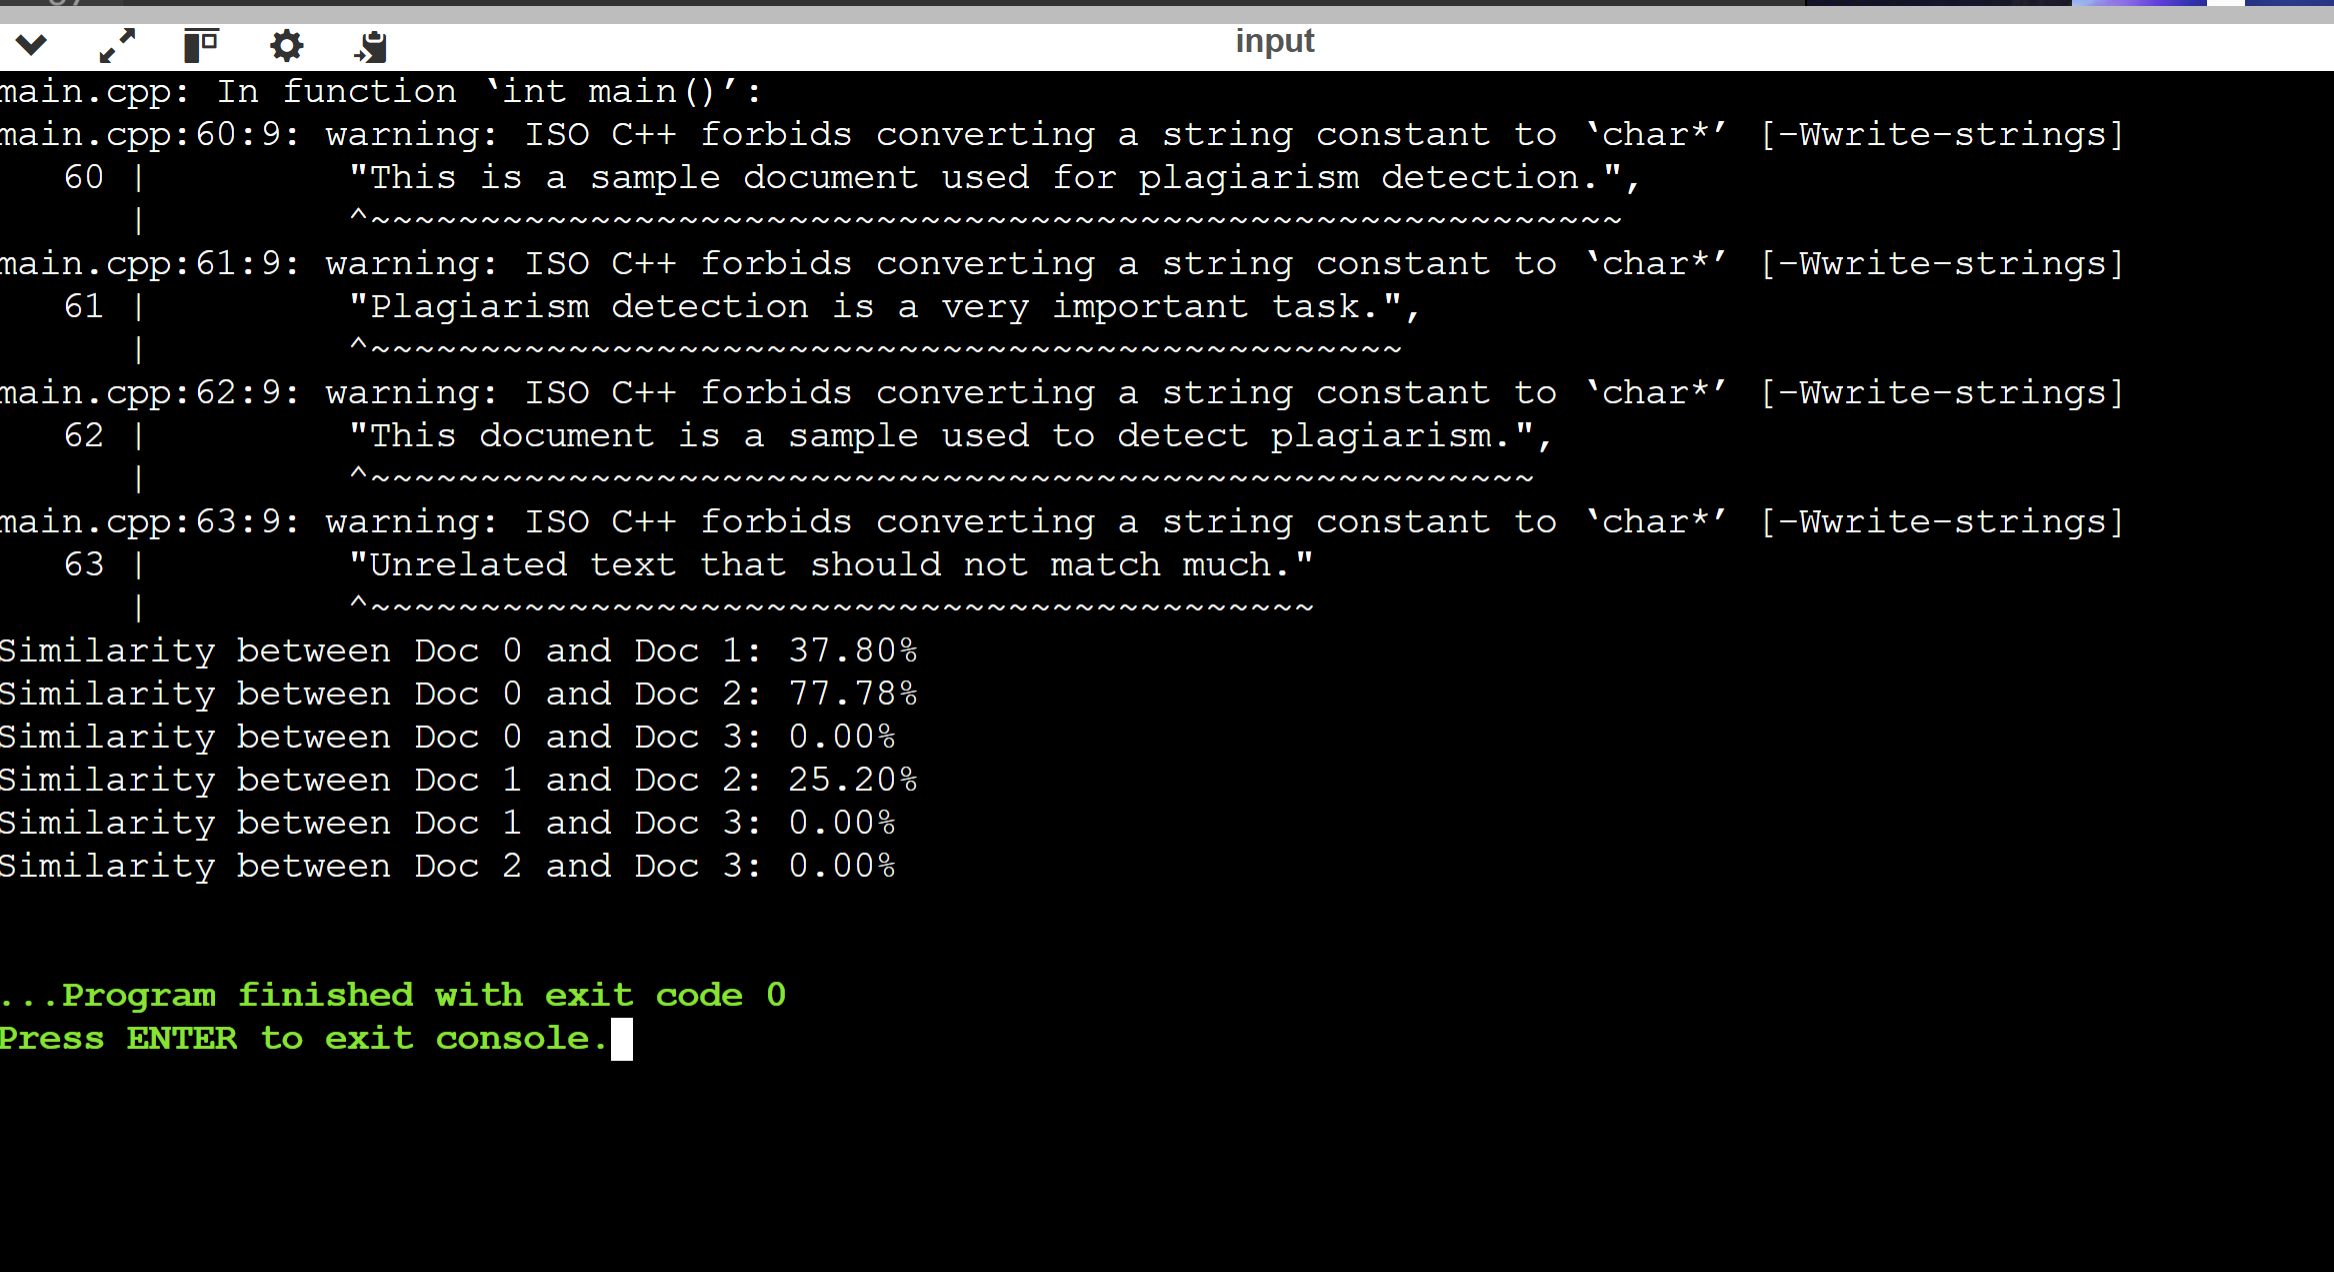 input
main.cpp: In function ‘int main()’:
main.cpp:60:9: warning: ISO C++ forbids converting a string constant to ‘char*’ [-Wwrite-strings]
   60 |         "This is a sample document used for plagiarism detection.",
      |         ^~~~~~~~~~~~~~~~~~~~~~~~~~~~~~~~~~~~~~~~~~~~~~~~~~~~~~~~~~
main.cpp:61:9: warning: ISO C++ forbids converting a string constant to ‘char*’ [-Wwrite-strings]
   61 |         "Plagiarism detection is a very important task.",
      |         ^~~~~~~~~~~~~~~~~~~~~~~~~~~~~~~~~~~~~~~~~~~~~~~~
main.cpp:62:9: warning: ISO C++ forbids converting a string constant to ‘char*’ [-Wwrite-strings]
   62 |         "This document is a sample used to detect plagiarism.",
      |         ^~~~~~~~~~~~~~~~~~~~~~~~~~~~~~~~~~~~~~~~~~~~~~~~~~~~~~
main.cpp:63:9: warning: ISO C++ forbids converting a string constant to ‘char*’ [-Wwrite-strings]
   63 |         "Unrelated text that should not match much."
      |         ^~~~~~~~~~~~~~~~~~~~~~~~~~~~~~~~~~~~~~~~~~~~
Similarity between Doc 0 and Doc 1: 37.80%
Similarity between Doc 0 and Doc 2: 77.78%
Similarity between Doc 0 and Doc 3: 0.00%
Similarity between Doc 1 and Doc 2: 25.20%
Similarity between Doc 1 and Doc 3: 0.00%
Similarity between Doc 2 and Doc 3: 0.00%
...Program finished with exit code 0
Press ENTER to exit console.